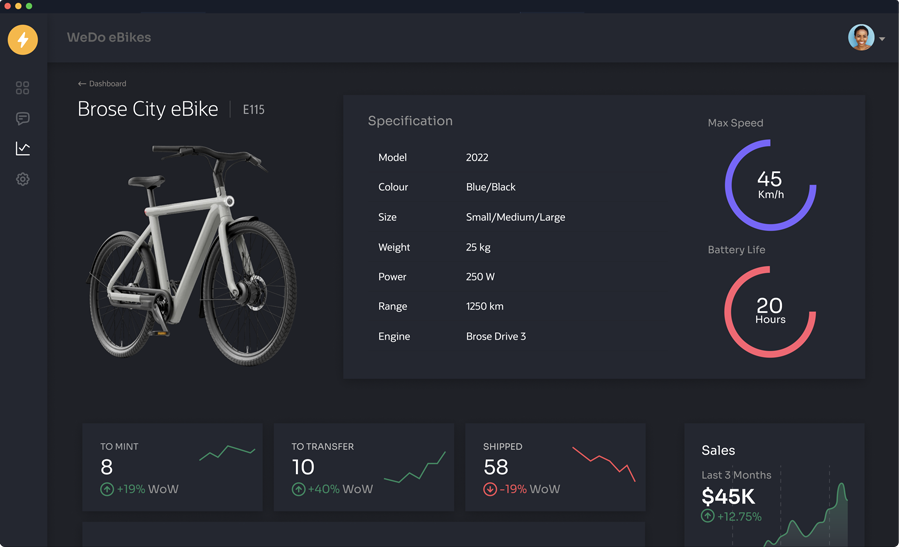 WeDo eBikes
← Dashboard
Brose City eBike | E115
Specification
Model 2022
Colour Blue/Black
Size Small/Medium/Large
Weight 25 kg
Power 250 W
Range 1250 km
Engine Brose Drive 3
Max Speed
45
Km/h
Battery Life
20
Hours
TO MINT
8
+19% WoW
TO TRANSFER
10
+40% WoW
SHIPPED
58
-19% WoW
Sales
Last 3 Months
$45K
+12.75%